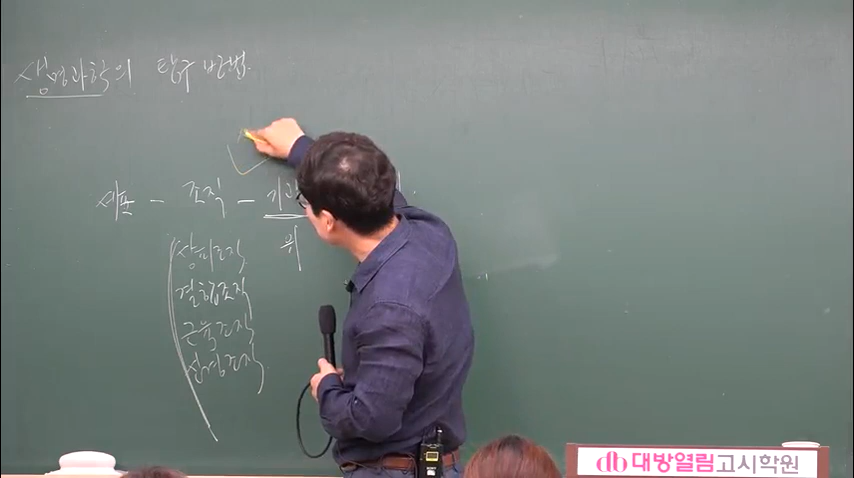 생명과학의 탐구 방법.
세포 - 조직 - 기관
상피조직
위
결합조직
근육조직
신경조직
db 대방열림고시학원